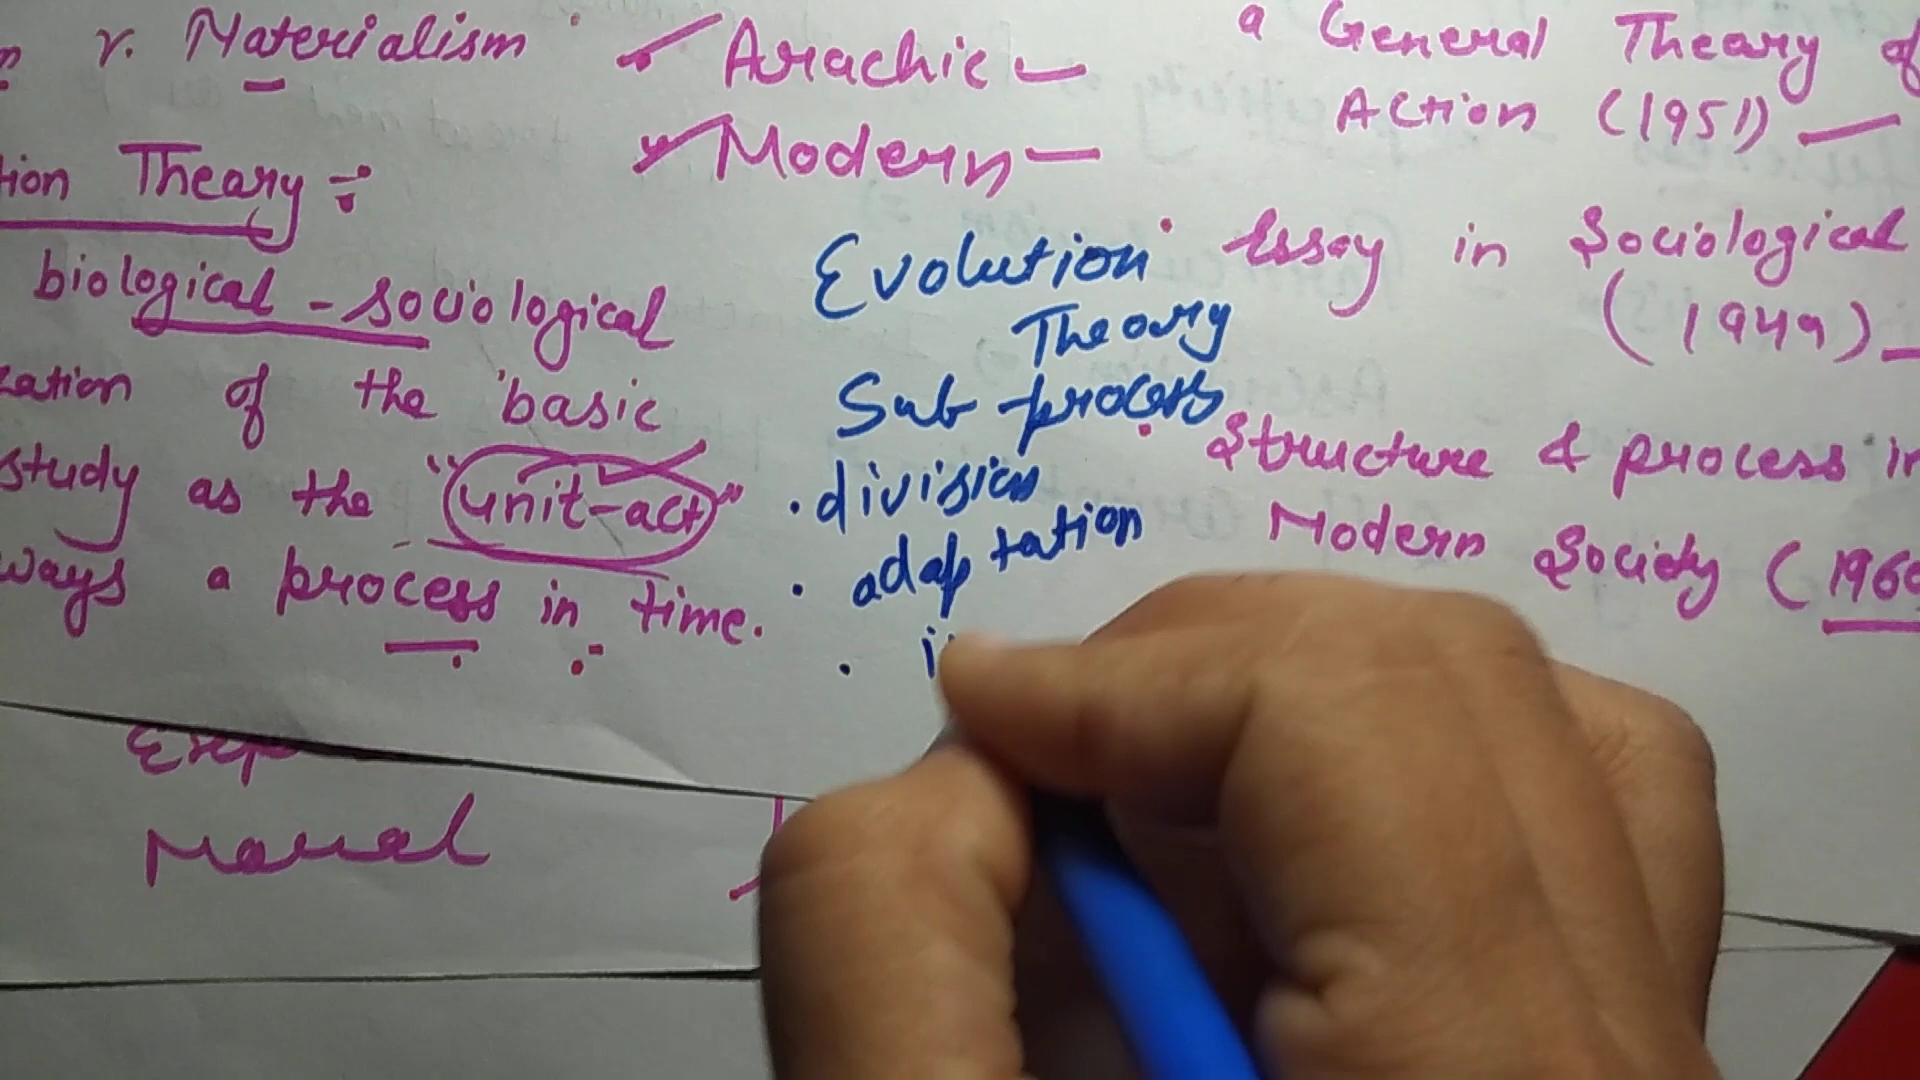 v. Materialism
tion Theory :-
biological - sociological
zation of the basic
study as the "unit-act"
ways a process in time.
Arachic -
Modern -
Evolution
Theory
Sub process
. division
. adaptation
. i
a General Theory of
Action (1951) -
Essay in Sociological
(1949) -
Structure & process in
Modern Society (196